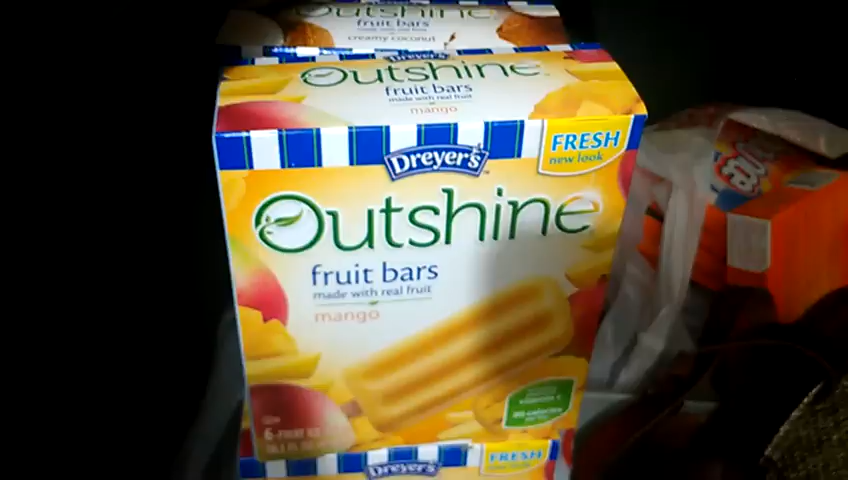 Outshine
fruit bars
creamy coconut
Dreyer's
Outshine
fruit bars
made with real fruit
mango
Dreyer's
FRESH
new look
Outshine
fruit bars
made with real fruit
mango
Dreyer's
FRESH